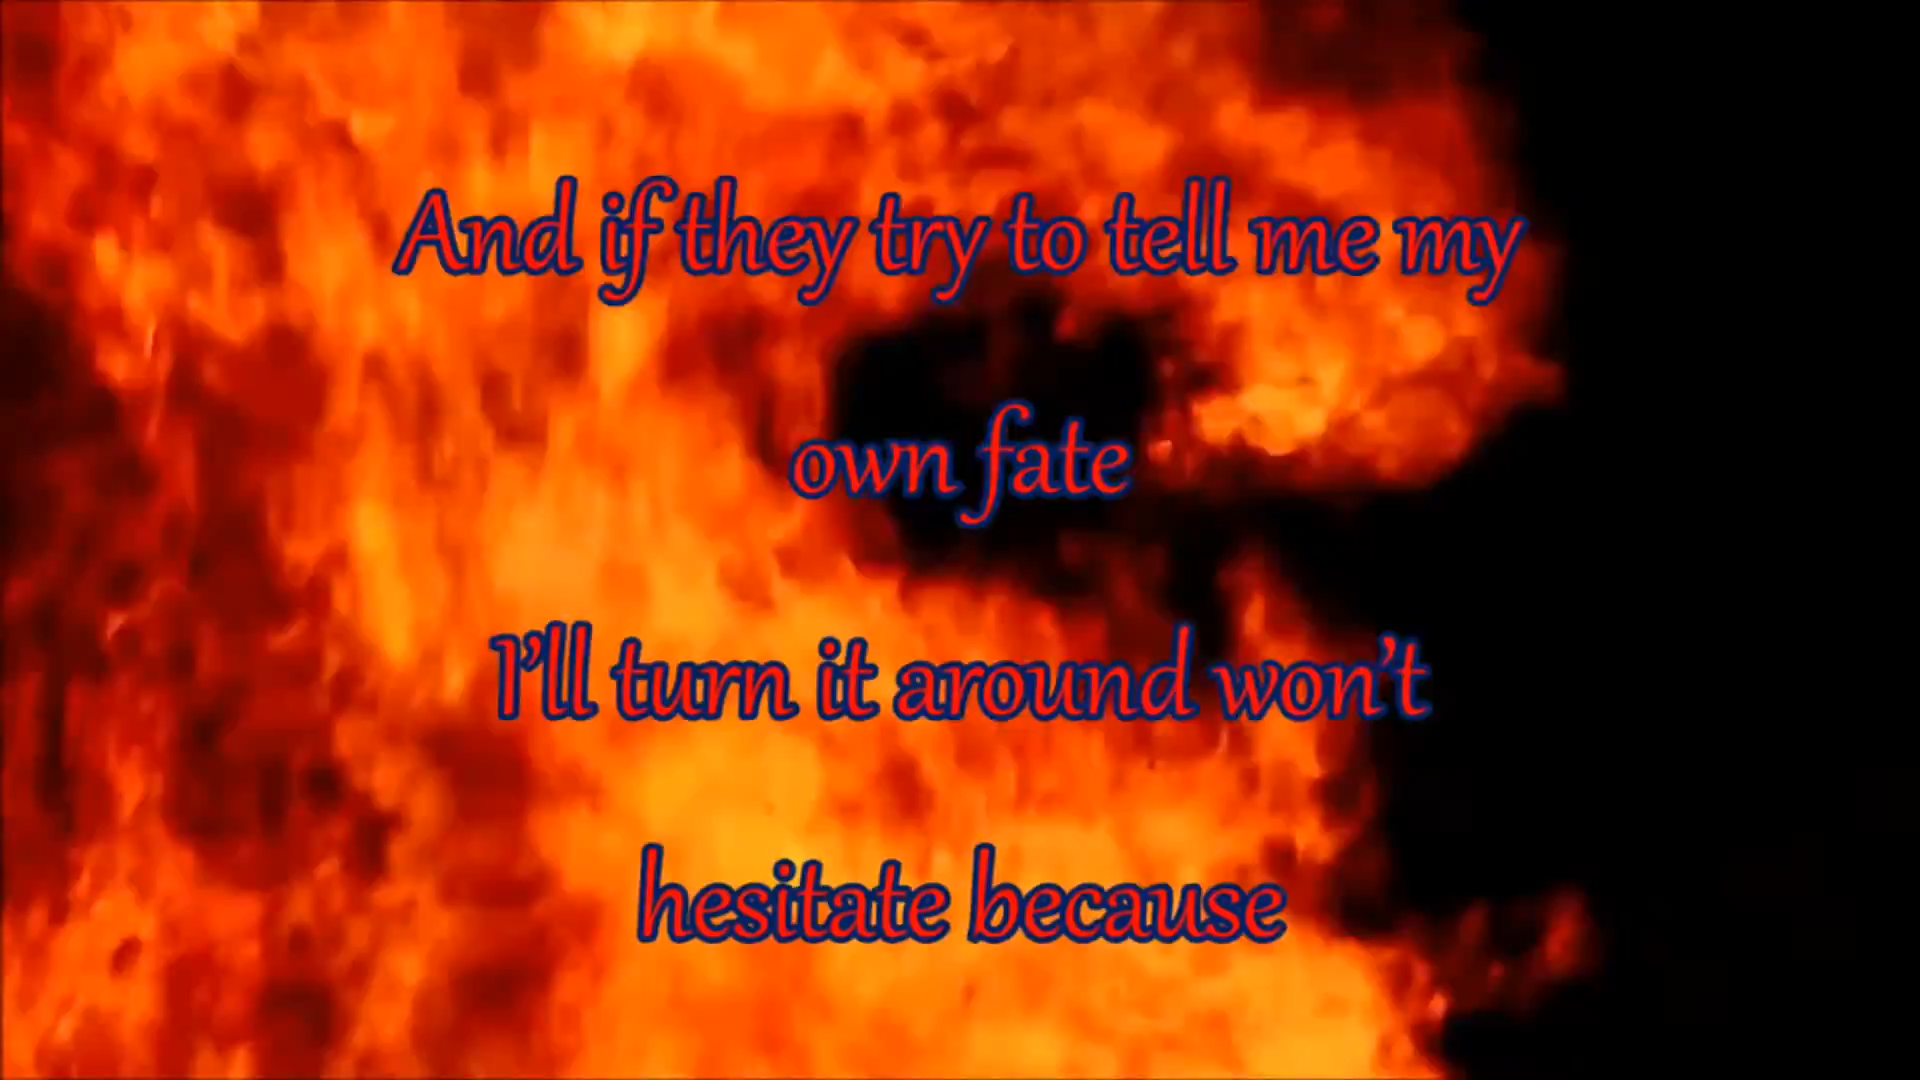 And if they try to tell me my
own fate
I'll turn it around won't
hesitate because